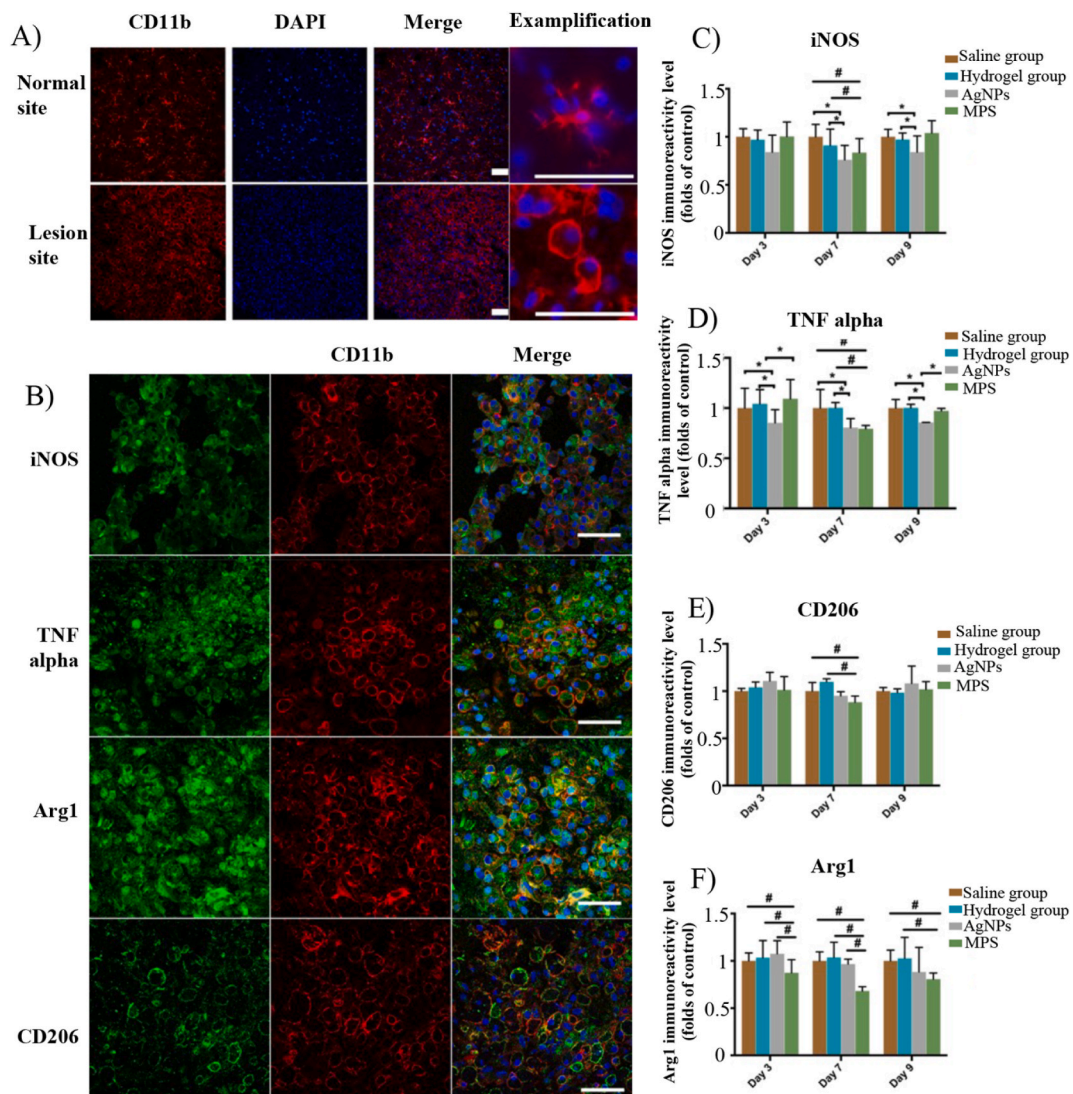 A)
CD11b DAPI Merge Examplification
Normal
site
Lesion
site
B)
CD11b Merge
iNOS
TNF
alpha
Arg1
CD206
C)
iNOS
Saline group
Hydrogel group
AgNPs
MPS
iNOS immunoreactivity level
(folds of control)
1.5
1
0.5
0
# # * * * *
Day 3 Day 7 Day 9
D)
TNF alpha
Saline group
Hydrogel group
AgNPs
MPS
TNF alpha immunoreactivity
level (folds of control)
1.5
1
0.5
0
* * * # # * * * * *
Day 3 Day 7 Day 9
E)
CD206
Saline group
Hydrogel group
AgNPs
MPS
CD206 immunoreactivity level
(folds of control)
1.5
1
0.5
0
# #
Day 3 Day 7 Day 9
F)
Arg1
Saline group
Hydrogel group
AgNPs
MPS
Arg1 immunoreactivity level
(folds of control)
1.5
1
0.5
0
# # # # # # # #
Day 3 Day 7 Day 9